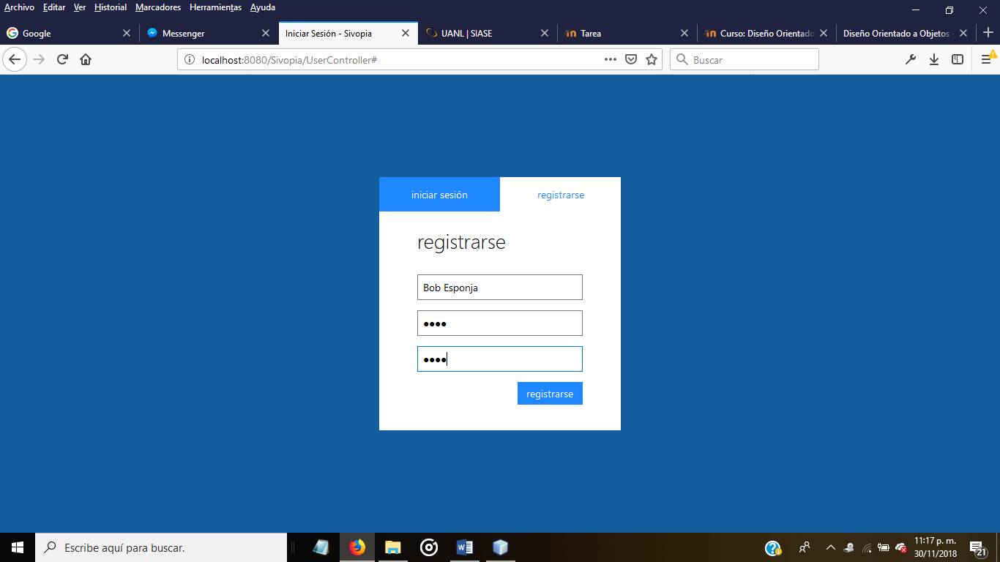 Archivo Editar Ver Historial Marcadores Herramientas Ayuda
Google
Messenger
Iniciar Sesión - Sivopia
UANL | SIASE
Tarea
Curso: Diseño Orientado
Diseño Orientado a Objetos -
localhost:8080/Sivopia/UserController#
Buscar
iniciar sesión
registrarse
registrarse
Bob Esponja
••••
••••
registrarse
Escribe aquí para buscar.
11:17 p. m.
30/11/2018
21